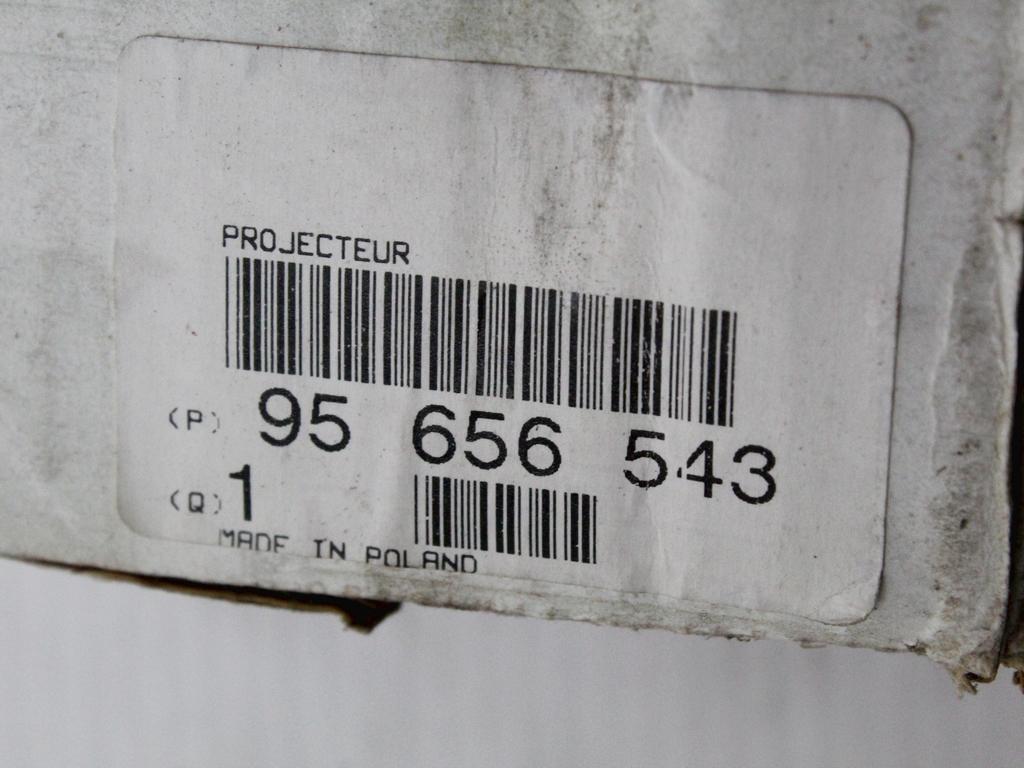 PROJECTEUR
(P) 95 656 543
(Q) 1
MADE IN POLAND